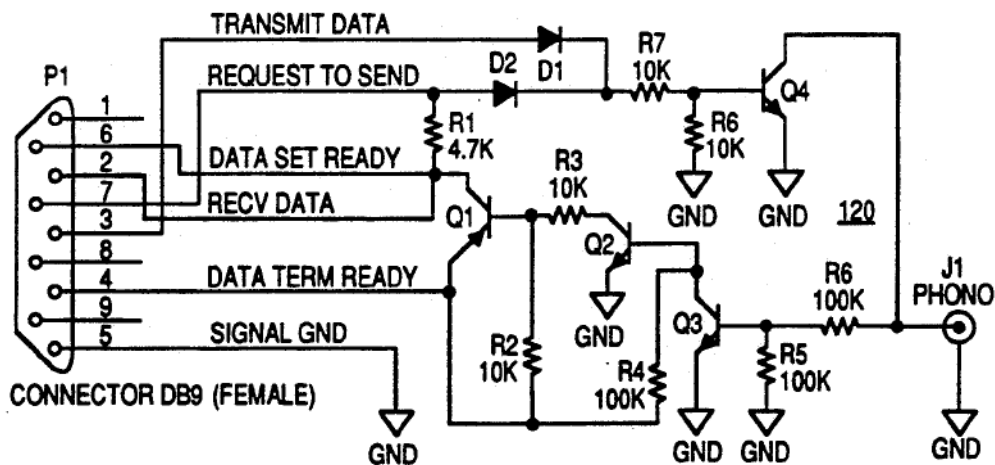 TRANSMIT DATA
P1
REQUEST TO SEND
D2
D1
R7
10K
Q4
1
6
2
7
3
8
4
9
5
R1
4.7K
R6
10K
DATA SET READY
R3
10K
GND
GND
120
RECV DATA
Q1
Q2
DATA TERM READY
GND
Q3
R6
100K
J1
PHONO
SIGNAL GND
R2
10K
R4
100K
R5
100K
CONNECTOR DB9 (FEMALE)
GND
GND
GND
GND